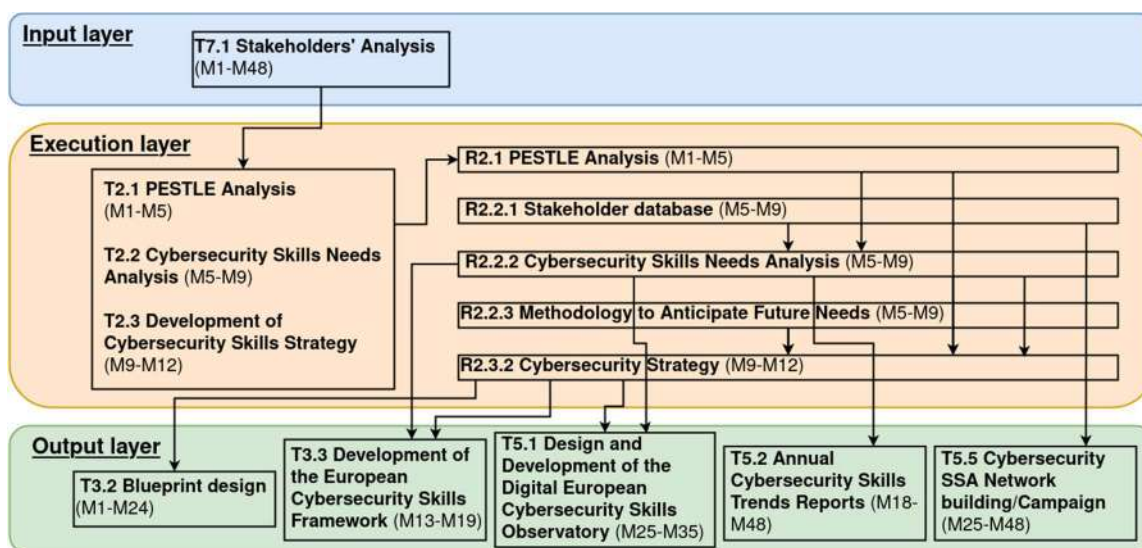 Input layer
T7.1 Stakeholders' Analysis
(M1-M48)
Execution layer
T2.1 PESTLE Analysis
(M1-M5)
T2.2 Cybersecurity Skills Needs
Analysis (M5-M9)
T2.3 Development of
Cybersecurity Skills Strategy
(M9-M12)
R2.1 PESTLE Analysis (M1-M5)
R2.2.1 Stakeholder database (M5-M9)
R2.2.2 Cybersecurity Skills Needs Analysis (M5-M9)
R2.2.3 Methodology to Anticipate Future Needs (M5-M9)
R2.3.2 Cybersecurity Strategy (M9-M12)
Output layer
T3.2 Blueprint design
(M1-M24)
T3.3 Development of
the European
Cybersecurity Skills
Framework (M13-M19)
T5.1 Design and
Development of the
Digital European
Cybersecurity Skills
Observatory (M25-M35)
T5.2 Annual
Cybersecurity Skills
Trends Reports (M18-
M48)
T5.5 Cybersecurity
SSA Network
building/Campaign
(M25-M48)